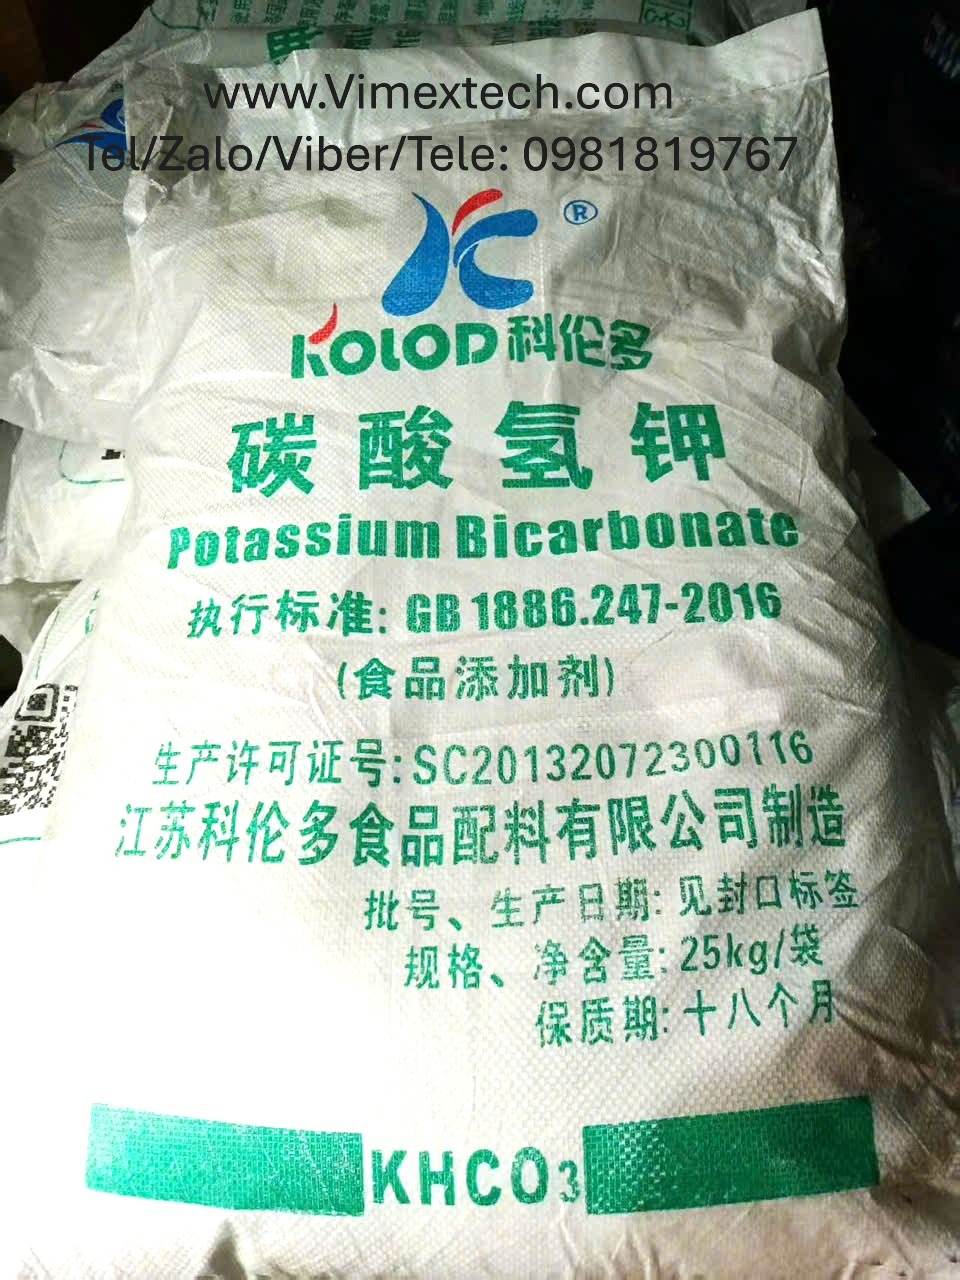 www.Vimextech.com
Tel/Zalo/Viber/Tele: 0981819767
®
KOLOD科伦多
碳酸氢钾
Potassium Bicarbonate
执行标准: GB 1886.247-2016
(食品添加剂)
生产许可证号: SC20132072300116
江苏科伦多食品配料有限公司制造
批号、生产日期: 见封口标签
规格、净含量: 25kg/袋
保质期: 十八个月
KHCO3